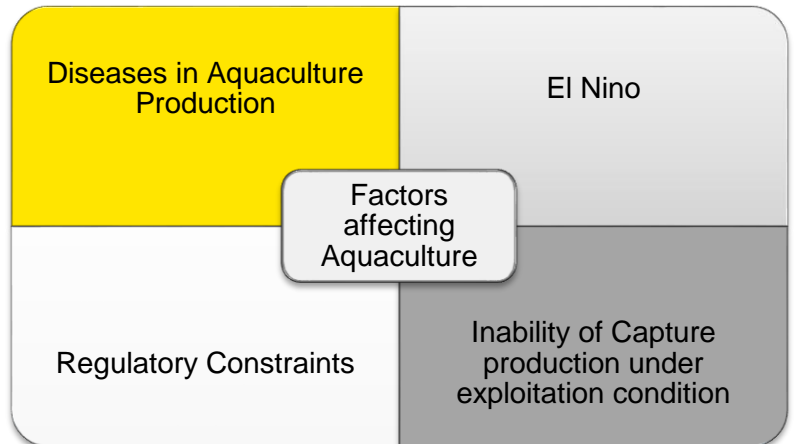 Diseases in Aquaculture
Production
El Nino
Factors
affecting
Aquaculture
Regulatory Constraints
Inability of Capture
production under
exploitation condition